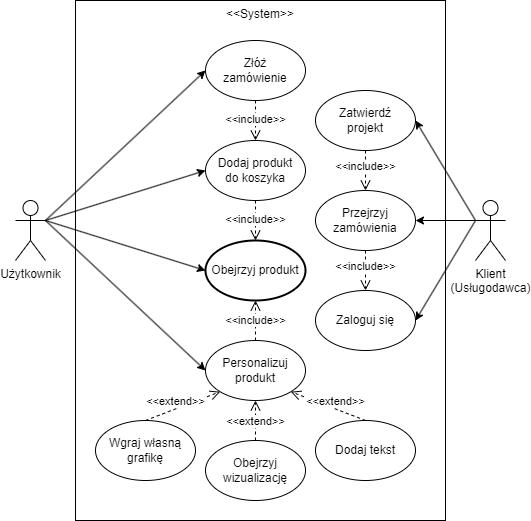 <<System>>
Złóż
zamówienie
<<include>>
Dodaj produkt
do koszyka
<<include>>
Obejrzyj produkt
<<include>>
Personalizuj
produkt
<<extend>>
<<extend>>
<<extend>>
Wgraj własną
grafikę
Obejrzyj
wizualizację
Dodaj tekst
Zatwierdź
projekt
<<include>>
Przejrzyj
zamówienia
<<include>>
Zaloguj się
Użytkownik
Klient
(Usługodawca)